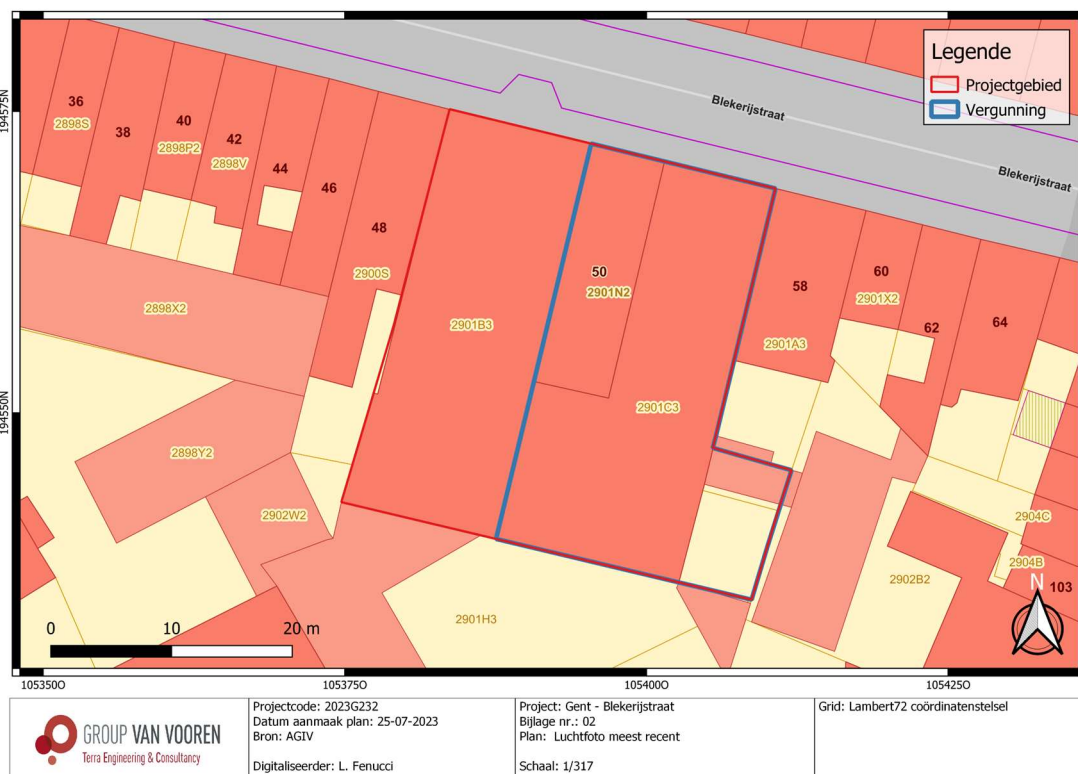 194575N
194550N
36
2898S
38
40
2898P2
42
2898V
44
46
48
2900S
2898X2
2898Y2
2902W2
2901B3
50
2901N2
2901C3
2901H3
58
2901A3
60
2901X2
62
64
2904C
2904B
2902B2
103
Blekerijstraat
Blekerijstraat
Legende
Projectgebied
Vergunning
N
0 10 20 m
105350O 105375O 105400O 105425O
GROUP VAN VOOREN
Terra Engineering & Consultancy
Projectcode: 2023G232
Datum aanmaak plan: 25-07-2023
Bron: AGIV
Digitaliseerder: L. Fenucci
Project: Gent - Blekerijstraat
Bijlage nr.: 02
Plan: Luchtfoto meest recent
Schaal: 1/317
Grid: Lambert72 coördinatenstelsel